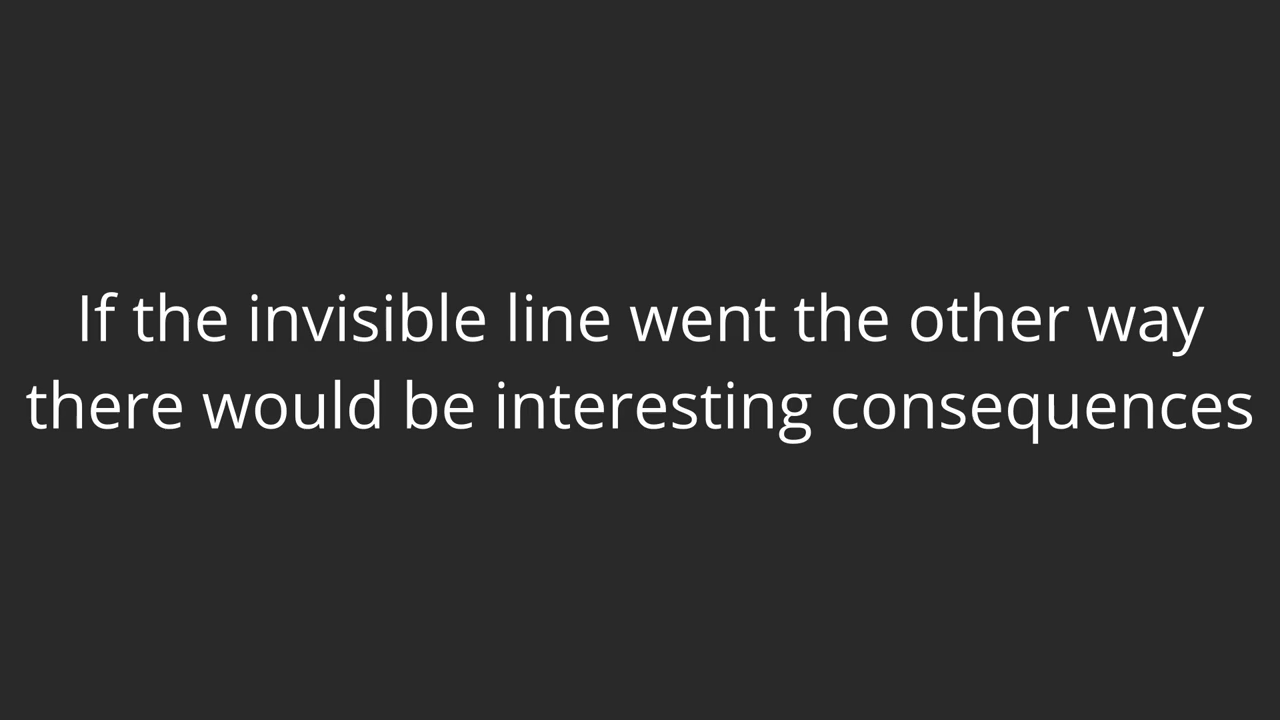 If the invisible line went the other way
there would be interesting consequences